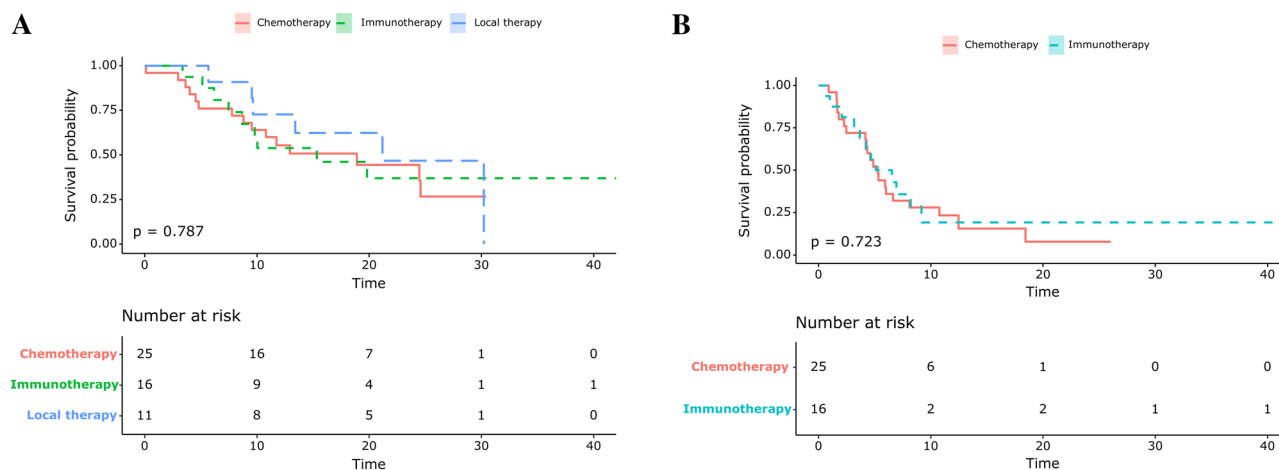 A
Chemotherapy Immunotherapy Local therapy
Survival probability
1.00
0.75
0.50
0.25
0.00
p = 0.787
0 10 20 30 40
Time
Number at risk
Chemotherapy 25 16 7 1 0
Immunotherapy 16 9 4 1 1
Local therapy 11 8 5 1 0
0 10 20 30 40
Time
B
Chemotherapy Immunotherapy
Survival probability
1.00
0.75
0.50
0.25
0.00
p = 0.723
0 10 20 30 40
Time
Number at risk
Chemotherapy 25 6 1 0 0
Immunotherapy 16 2 2 1 1
0 10 20 30 40
Time